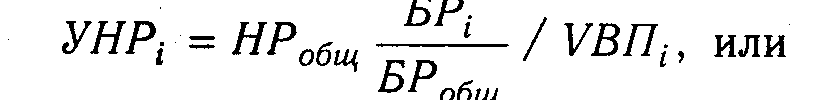 УНР_i = НР_общ БР_i / БР_общ / VВП_i, или